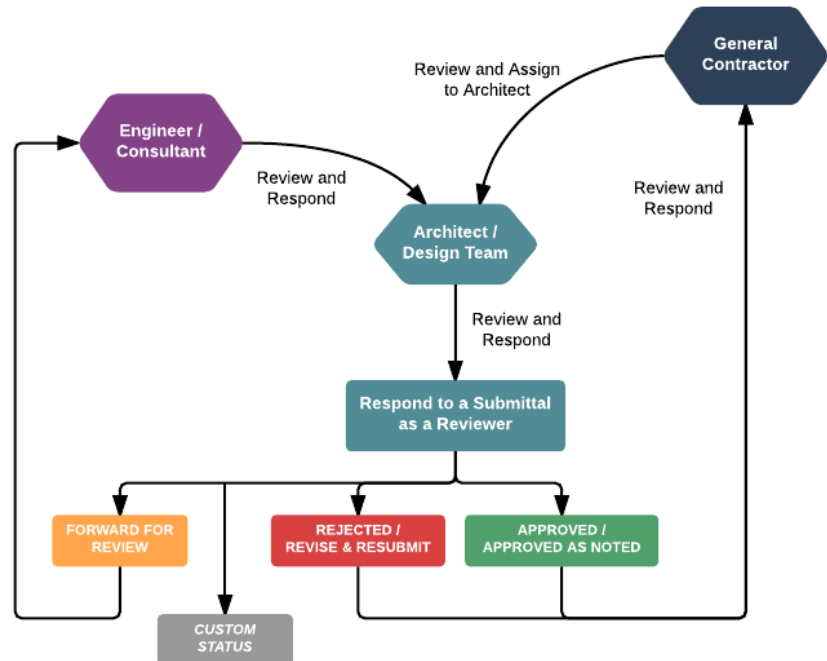 General
Contractor
Review and Assign
to Architect
Engineer /
Consultant
Review and
Respond
Review and
Respond
Architect /
Design Team
Review and
Respond
Respond to a Submittal
as a Reviewer
FORWARD FOR
REVIEW
REJECTED /
REVISE & RESUBMIT
APPROVED /
APPROVED AS NOTED
CUSTOM
STATUS